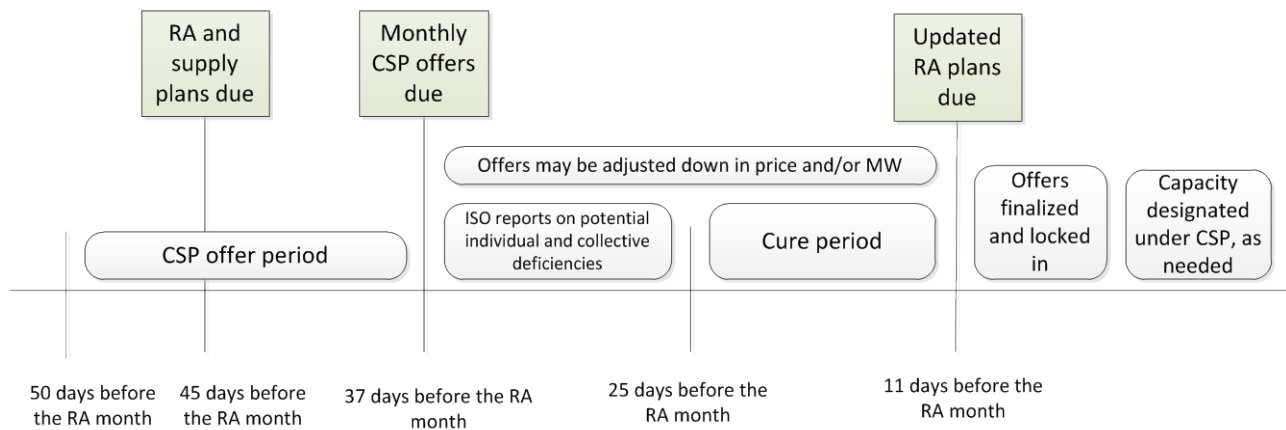 RA and
supply
plans due
Monthly
CSP offers
due
Updated
RA plans
due
Offers may be adjusted down in price and/or MW
CSP offer period
ISO reports on potential
individual and collective
deficiencies
Cure period
Offers
finalized
and locked
in
Capacity
designated
under CSP, as
needed
50 days before
the RA month
45 days before
the RA month
37 days before the RA
month
25 days before the
RA month
11 days before the
RA month